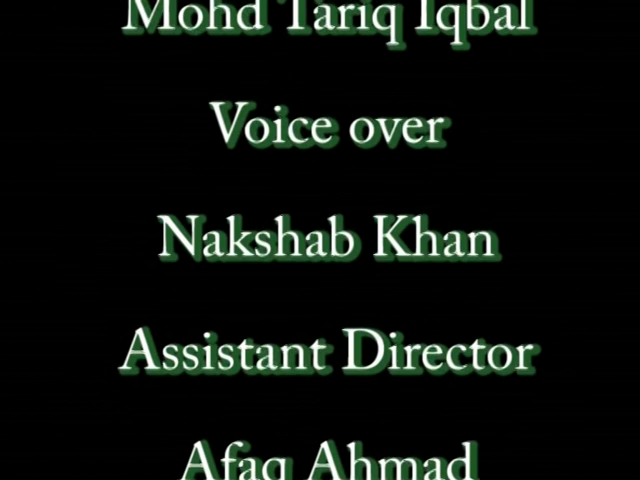 Mohd Tariq Iqbal
Voice over
Nakshab Khan
Assistant Director
Afaq Ahmad